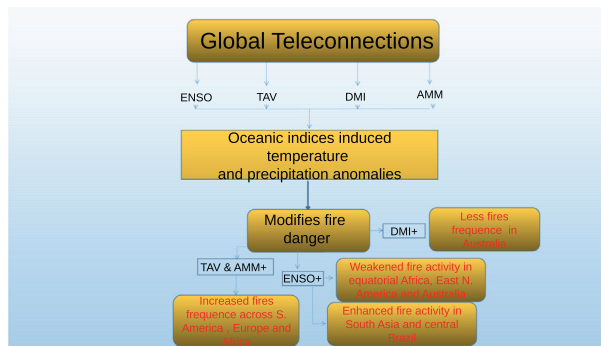 Global Teleconnections
ENSO
TAV
DMI
AMM
Oceanic indices induced
temperature
and precipitation anomalies
Modifies fire
danger
DMI+
Less fires
frequence in
Australia
TAV & AMM+
ENSO+
Weakened fire activity in
equatorial Africa, East N.
America and Australia
Increased fires
frequence across S.
America , Europe and
Africa
Enhanced fire activity in
South Asia and central
Brazil